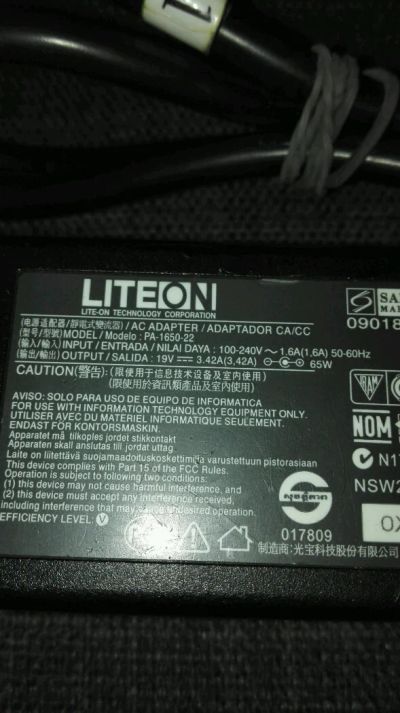 1
LITEON
LITE-ON TECHNOLOGY CORPORATION
(电源适配器/靜電式變流器) / AC ADAPTER / ADAPTADOR CA/CC
(型号/型號) MODEL / Modelo : PA-1650-22
(输入/輸入) INPUT / ENTRADA / NILAI DAYA : 100-240V ~ 1.6A(1,6A) 50-60Hz
(输出/輸出) OUTPUT / SALIDA : 19V 3.42A(3,42A) 65W
CAUTION(警告): (限使用于信息技术设备及室内使用)
(限使用於資訊產品及室內使用)
AVISO: SOLO PARA USO DE EQUIPO DE INFORMATICA
FOR USE WITH INFORMATION TECHNOLOGY EQUIPMENT ONLY.
UTILISER AVEC DU MATERIEL INFORMATIQUE SEULEMENT.
ENDAST FÖR KONTORSMASKIN.
Apparatet må tilkoples jordet stikkontakt
Apparaten skall anslutas till jordat uttag
Laite on liitettävä suojamaadoituskoskettimilla varustettuun pistorasiaan
This device complies with Part 15 of the FCC Rules.
Operation is subject to following two conditions:
(1) this device may not cause harmful interference, and
(2) this device must accept any interference received,
including interference that may cause undesired operation.
EFFICIENCY LEVEL: V
017809
制造商:光宝科技股份有限
SA
MA
09018
NOM
N17
NSW2